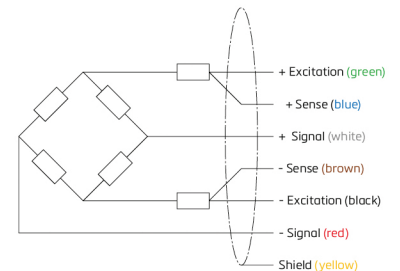 + Excitation (green)
+ Sense (blue)
+ Signal (white)
- Sense (brown)
- Excitation (black)
- Signal (red)
Shield (yellow)